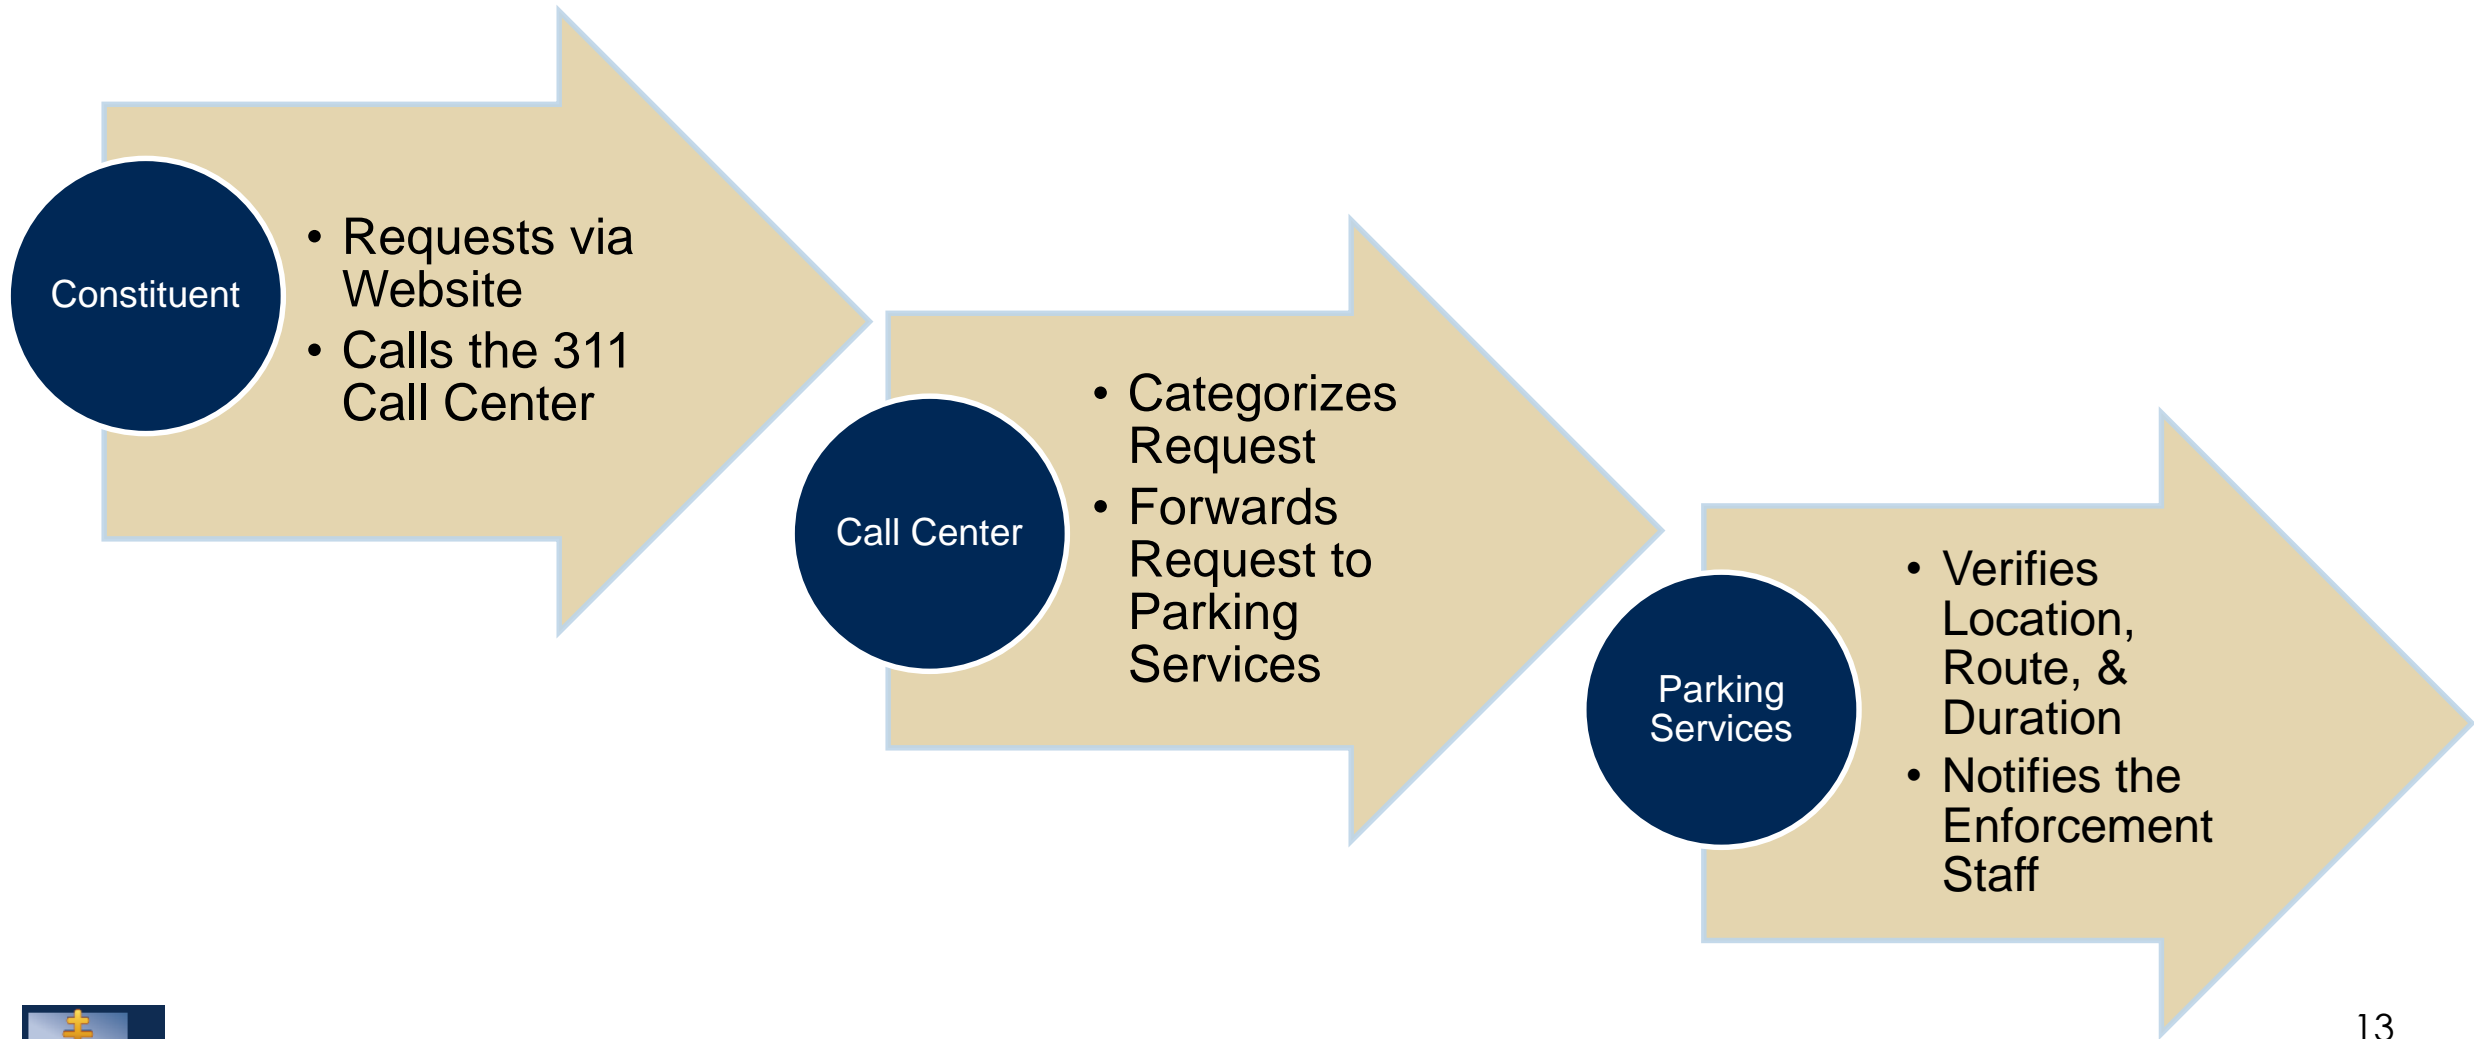 Constituent
• Requests via
Website
• Calls the 311
Call Center
Call Center
• Categorizes
Request
• Forwards
Request to
Parking
Services
Parking
Services
• Verifies
Location,
Route, &
Duration
• Notifies the
Enforcement
Staff
13